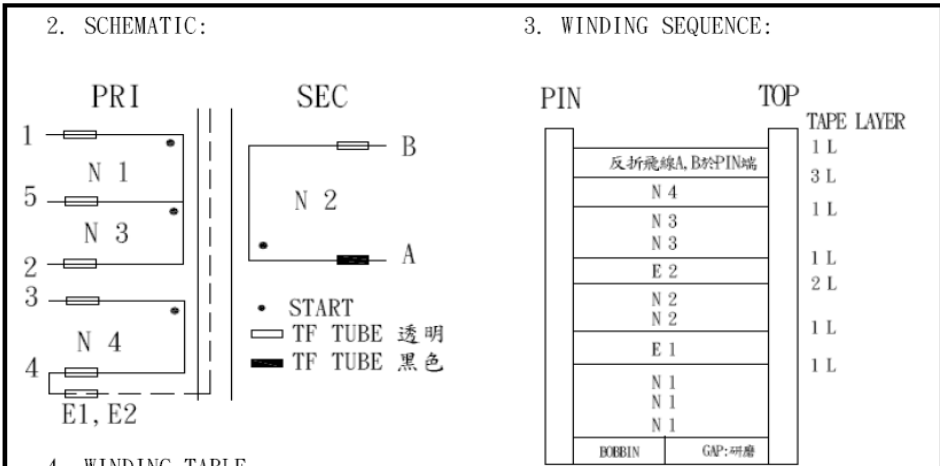 2. SCHEMATIC:
3. WINDING SEQUENCE:
PRI
SEC
1
N 1
5
N 3
2
3
N 4
4
E1, E2
B
N 2
A
• START
TF TUBE 透明
TF TUBE 黑色
PIN
TOP
TAPE LAYER
1 L
反折飛線A,B於PIN端
3 L
N 4
1 L
N 3
N 3
1 L
E 2
2 L
N 2
N 2
1 L
E 1
1 L
N 1
N 1
N 1
BOBBIN
GAP:研磨
4. WINDING TABLE